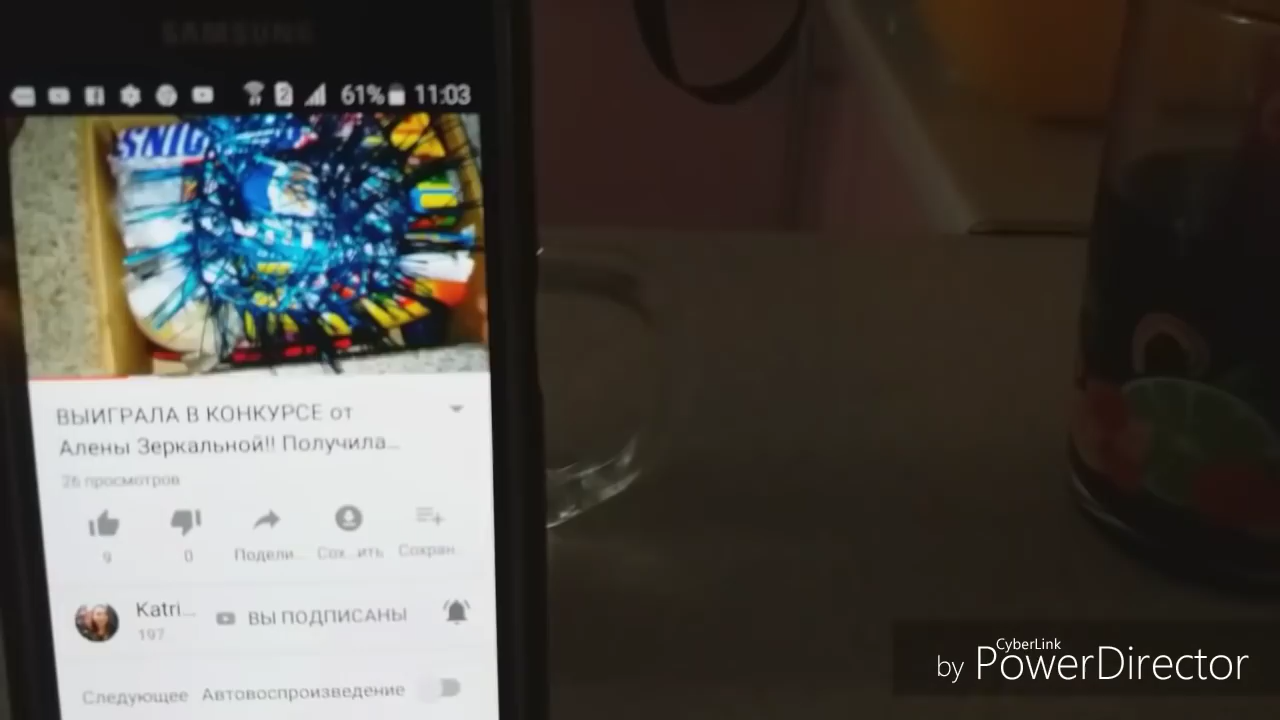 SAMSUNG
2 61% 11:03
SNIC
ВЫИГРАЛА В КОНКУРСЕ от
Алены Зеркальной!! Получила...
26 просмотров
9 0 Подели... Сох...ить Сохран...
Katri... ВЫ ПОДПИСАНЫ
197
Следующее Автовоспроизведение
CyberLink
by PowerDirector